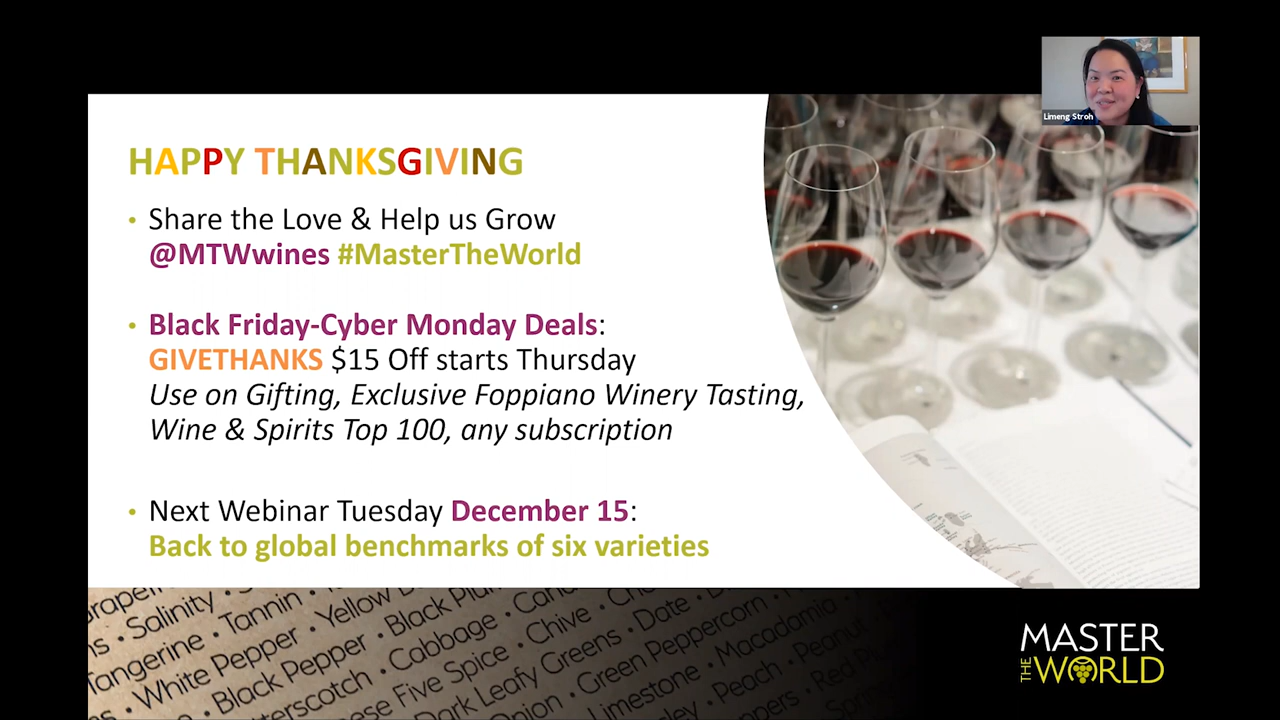 Limeng Stroh
HAPPY THANKSGIVING
• Share the Love & Help us Grow
@MTWwines #MasterTheWorld
• Black Friday-Cyber Monday Deals:
GIVETHANKS $15 Off starts Thursday
Use on Gifting, Exclusive Foppiano Winery Tasting,
Wine & Spirits Top 100, any subscription
• Next Webinar Tuesday December 15:
Back to global benchmarks of six varieties
• Salinity •
Tangerine • Tannin •
• White Pepper • Yellow
• Black Pepper • Black Plum
• Cabbage •
Five Spice • Chive •
Dark Leafy Greens • Date •
• Green Peppercorn •
Limestone • Macadamia •
• Peach • Peanut
MASTER
THE WORLD